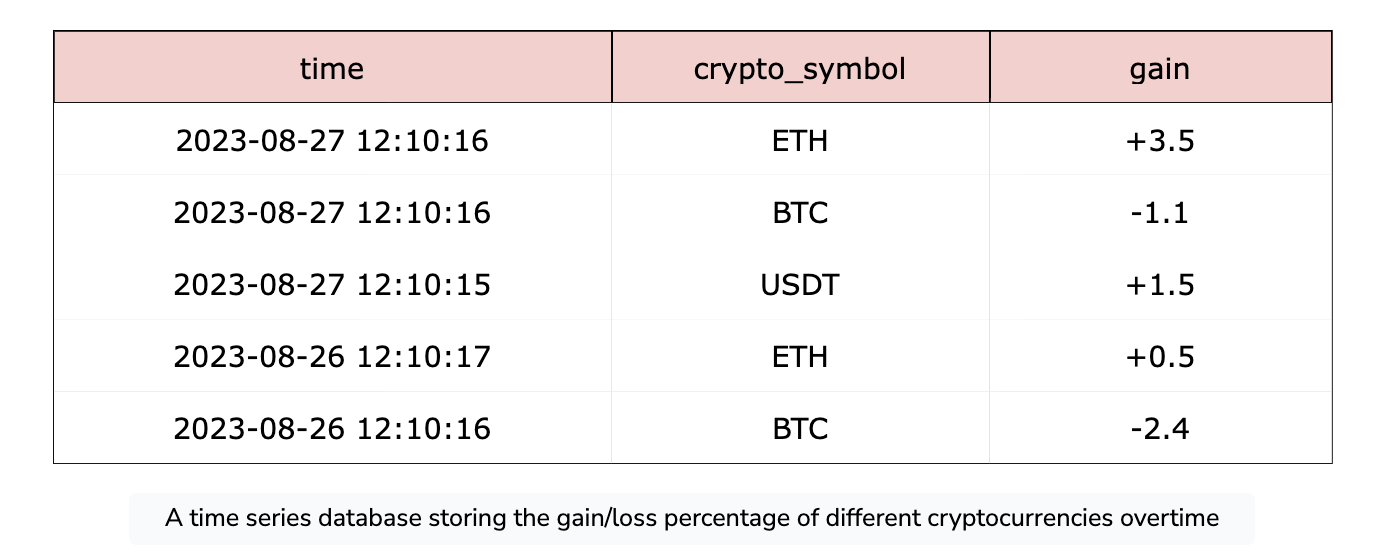 time crypto_symbol gain
2023-08-27 12:10:16 ETH +3.5
2023-08-27 12:10:16 BTC -1.1
2023-08-27 12:10:15 USDT +1.5
2023-08-26 12:10:17 ETH +0.5
2023-08-26 12:10:16 BTC -2.4
A time series database storing the gain/loss percentage of different cryptocurrencies overtime